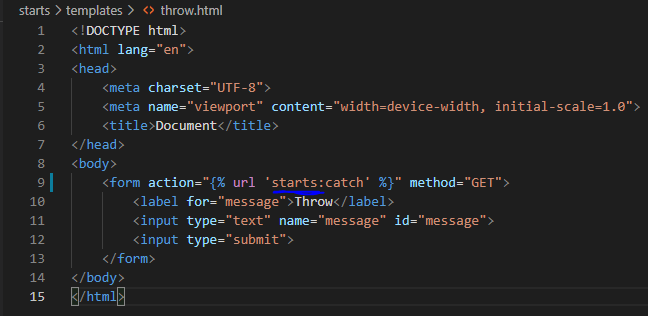 starts > templates > <> throw.html
1 <!DOCTYPE html>
2 <html lang="en">
3 <head>
4     <meta charset="UTF-8">
5     <meta name="viewport" content="width=device-width, initial-scale=1.0">
6     <title>Document</title>
7 </head>
8 <body>
9     <form action="{% url 'starts:catch' %}" method="GET">
10         <label for="message">Throw</label>
11         <input type="text" name="message" id="message">
12         <input type="submit">
13     </form>
14 </body>
15 </html>